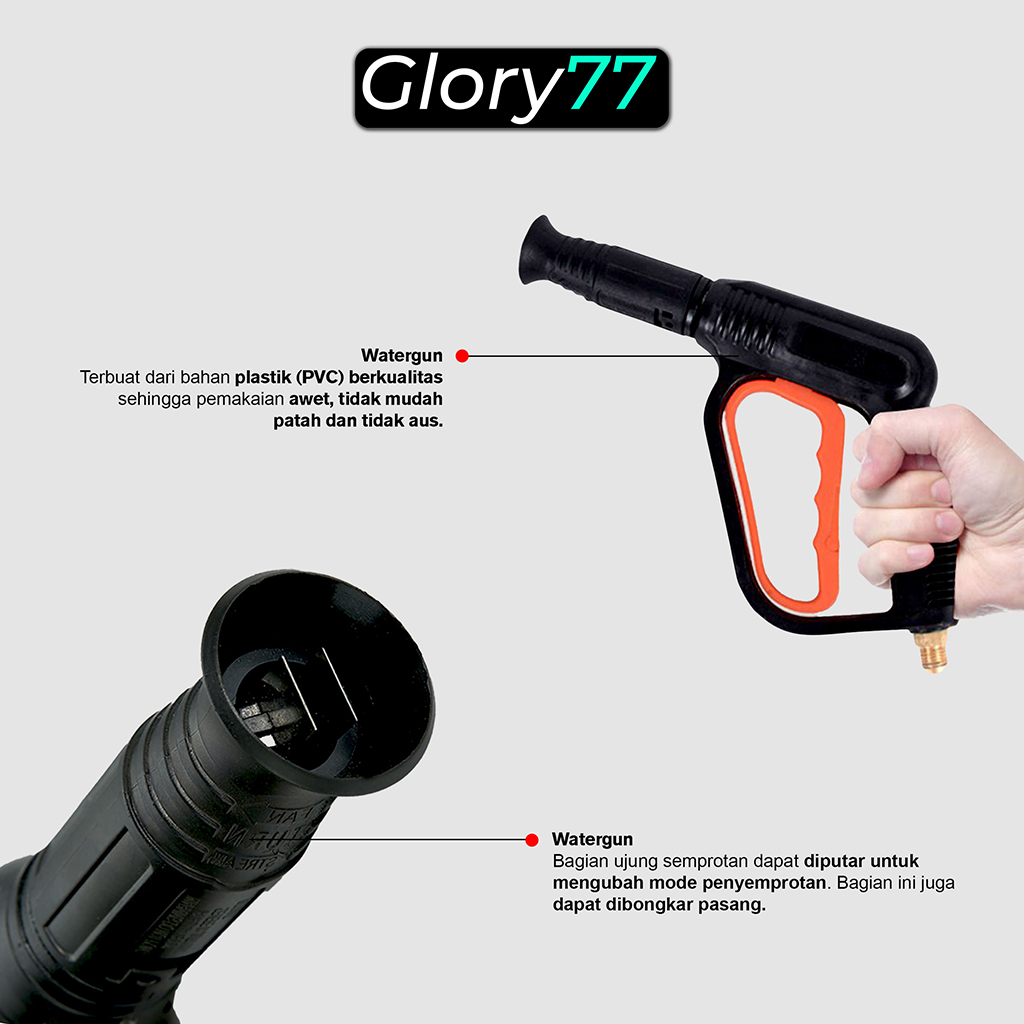 Glory77
Watergun
Terbuat dari bahan plastik (PVC) berkualitas
sehingga pemakaian awet, tidak mudah
patah dan tidak aus.
Watergun
Bagian ujung semprotan dapat diputar untuk
mengubah mode penyemprotan. Bagian ini juga
dapat dibongkar pasang.